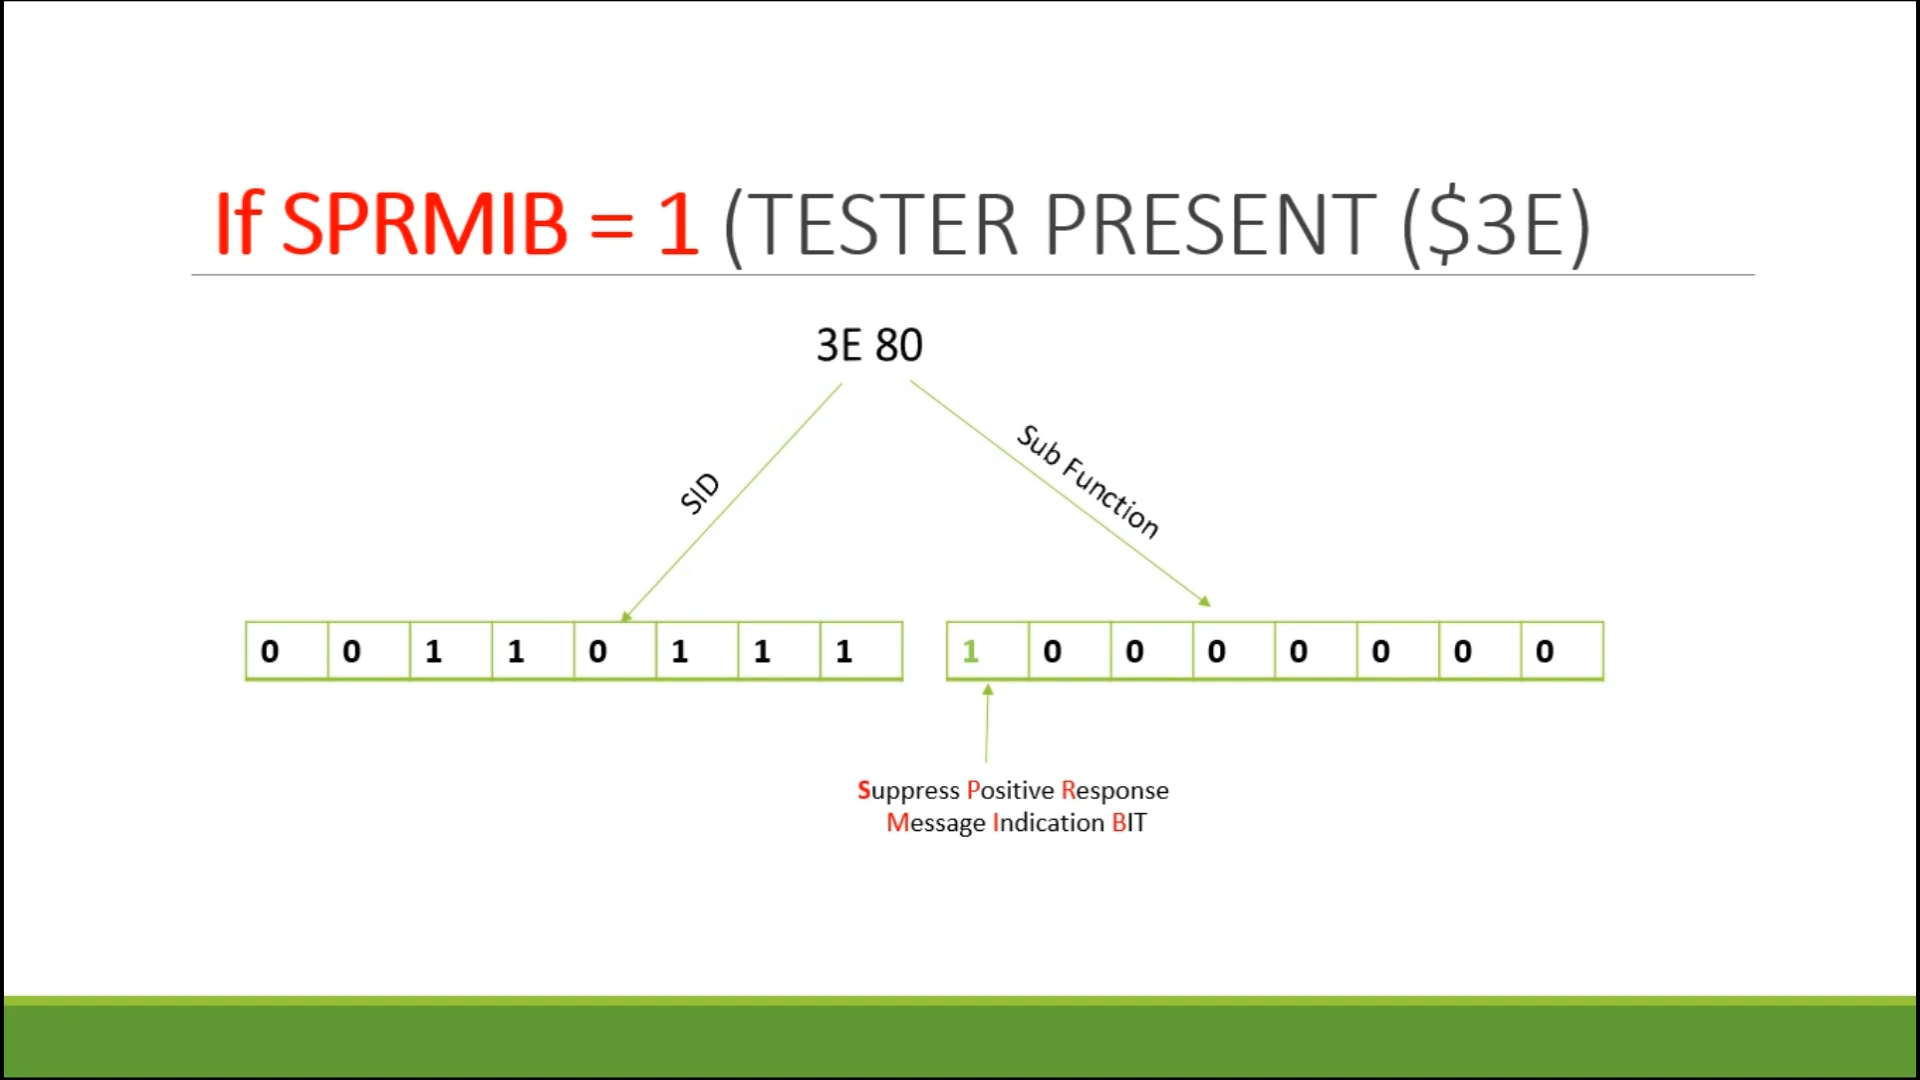 If SPRMIB = 1 (TESTER PRESENT ($3E)
3E 80
SID
Sub Function
0 0 1 1 0 1 1 1
1 0 0 0 0 0 0 0
Suppress Positive Response
Message Indication BIT